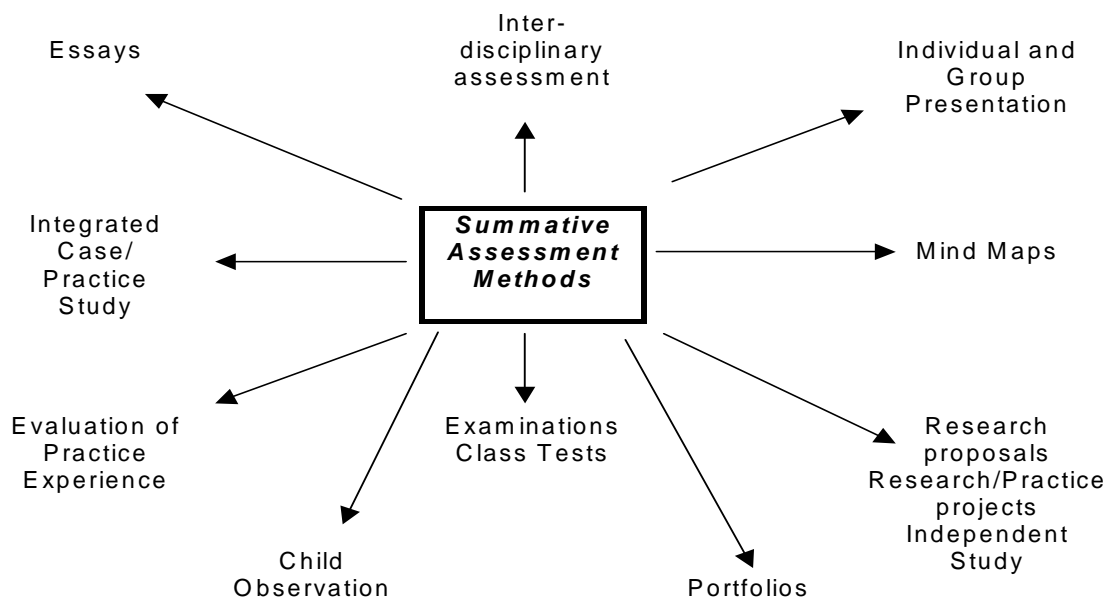 Essays
Inter-
disciplinary
assessment
Individual and
Group
Presentation
Integrated
Case/
Practice
Study
Summative
Assessment
Methods
Mind Maps
Evaluation of
Practice
Experience
Examinations
Class Tests
Research
proposals
Research/Practice
projects
Independent
Study
Child
Observation
Portfolios